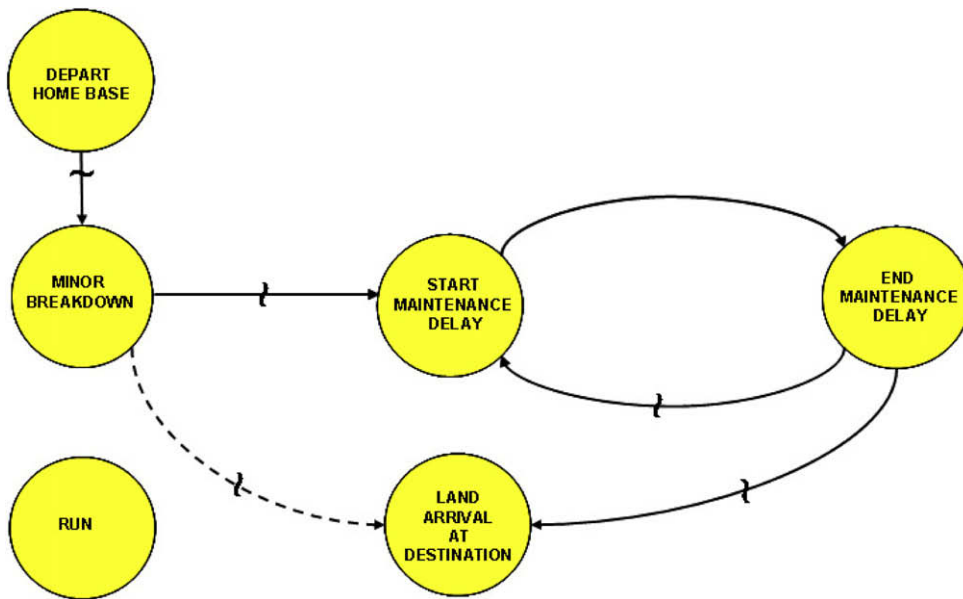 DEPART
HOME BASE
MINOR
BREAKDOWN
START
MAINTENANCE
DELAY
END
MAINTENANCE
DELAY
RUN
LAND
ARRIVAL
AT
DESTINATION